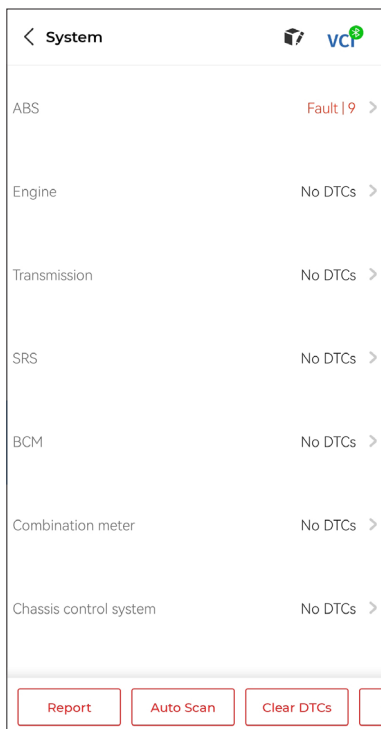 System
VCI
ABS Fault | 9
Engine No DTCs
Transmission No DTCs
SRS No DTCs
BCM No DTCs
Combination meter No DTCs
Chassis control system No DTCs
Report Auto Scan Clear DTCs